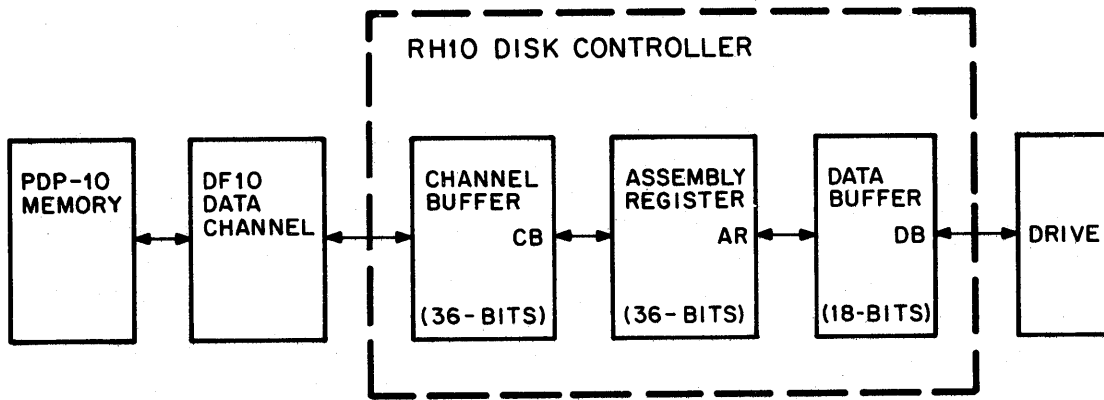 RH10 DISK CONTROLLER
PDP-10
MEMORY
DF10
DATA
CHANNEL
CHANNEL
BUFFER
CB
(36-BITS)
ASSEMBLY
REGISTER
AR
(36-BITS)
DATA
BUFFER
DB
(18-BITS)
DRIVE